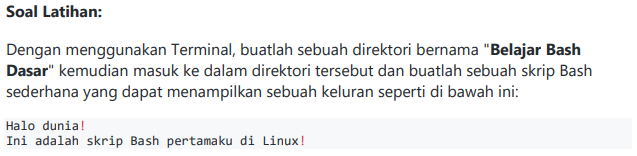 Soal Latihan:
Dengan menggunakan Terminal, buatlah sebuah direktori bernama "Belajar Bash
Dasar" kemudian masuk ke dalam direktori tersebut dan buatlah sebuah skrip Bash
sederhana yang dapat menampilkan sebuah keluran seperti di bawah ini:
Halo dunia!
Ini adalah skrip Bash pertamaku di Linux!